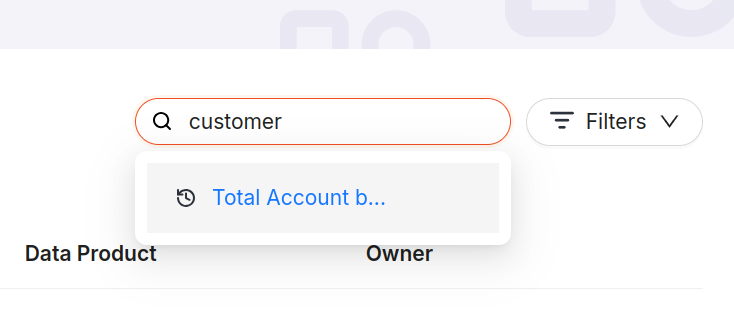 customer
Filters
Total Account b...
Data Product
Owner